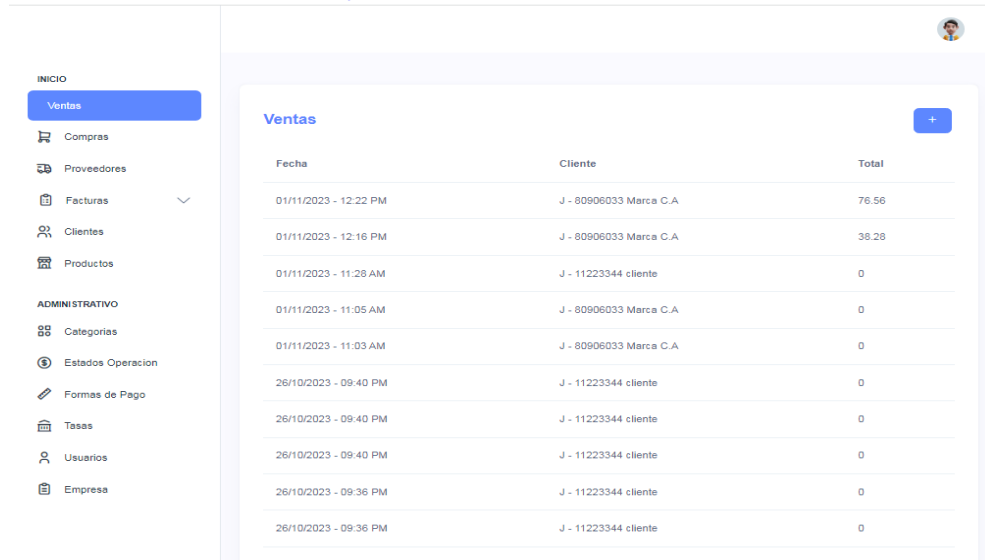 INICIO
Ventas
Compras
Proveedores
Facturas
Clientes
Productos
ADMINISTRATIVO
Categorias
Estados Operacion
Formas de Pago
Tasas
Usuarios
Empresa
Ventas
+
Fecha Cliente Total
01/11/2023 - 12:22 PM J - 80906033 Marca C.A 76.56
01/11/2023 - 12:16 PM J - 80906033 Marca C.A 38.28
01/11/2023 - 11:28 AM J - 11223344 cliente 0
01/11/2023 - 11:05 AM J - 80906033 Marca C.A 0
01/11/2023 - 11:03 AM J - 80906033 Marca C.A 0
26/10/2023 - 09:40 PM J - 11223344 cliente 0
26/10/2023 - 09:40 PM J - 11223344 cliente 0
26/10/2023 - 09:40 PM J - 11223344 cliente 0
26/10/2023 - 09:36 PM J - 11223344 cliente 0
26/10/2023 - 09:36 PM J - 11223344 cliente 0